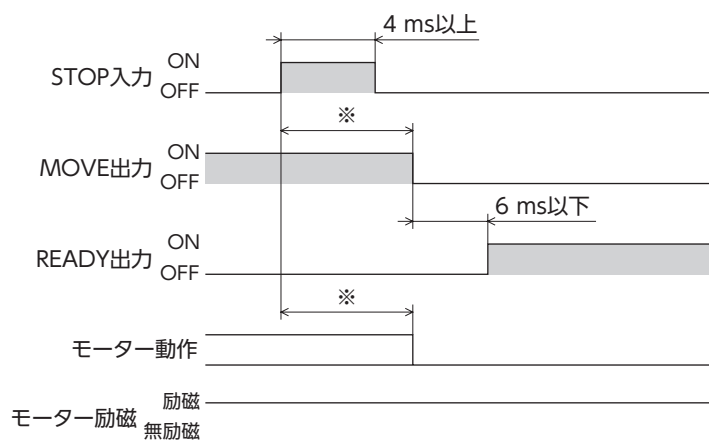 4 ms以上
STOP入力 ON
OFF
※
MOVE出力 ON
OFF
6 ms以下
READY出力 ON
OFF
※
モーター動作
モーター励磁 励磁
無励磁